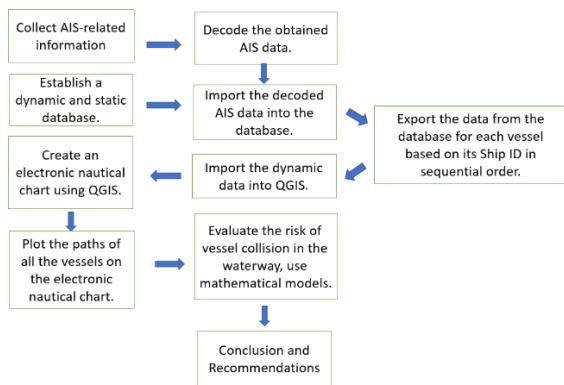 Collect AIS-related
information
Decode the obtained
AIS data.
Establish a
dynamic and static
database.
Import the decoded
AIS data into the
database.
Export the data from the
database for each vessel
based on its Ship ID in
sequential order.
Import the dynamic
data into QGIS.
Create an
electronic nautical
chart using QGIS.
Plot the paths of
all the vessels on
the electronic
nautical chart.
Evaluate the risk of
vessel collision in the
waterway, use
mathematical models.
Conclusion and
Recommendations